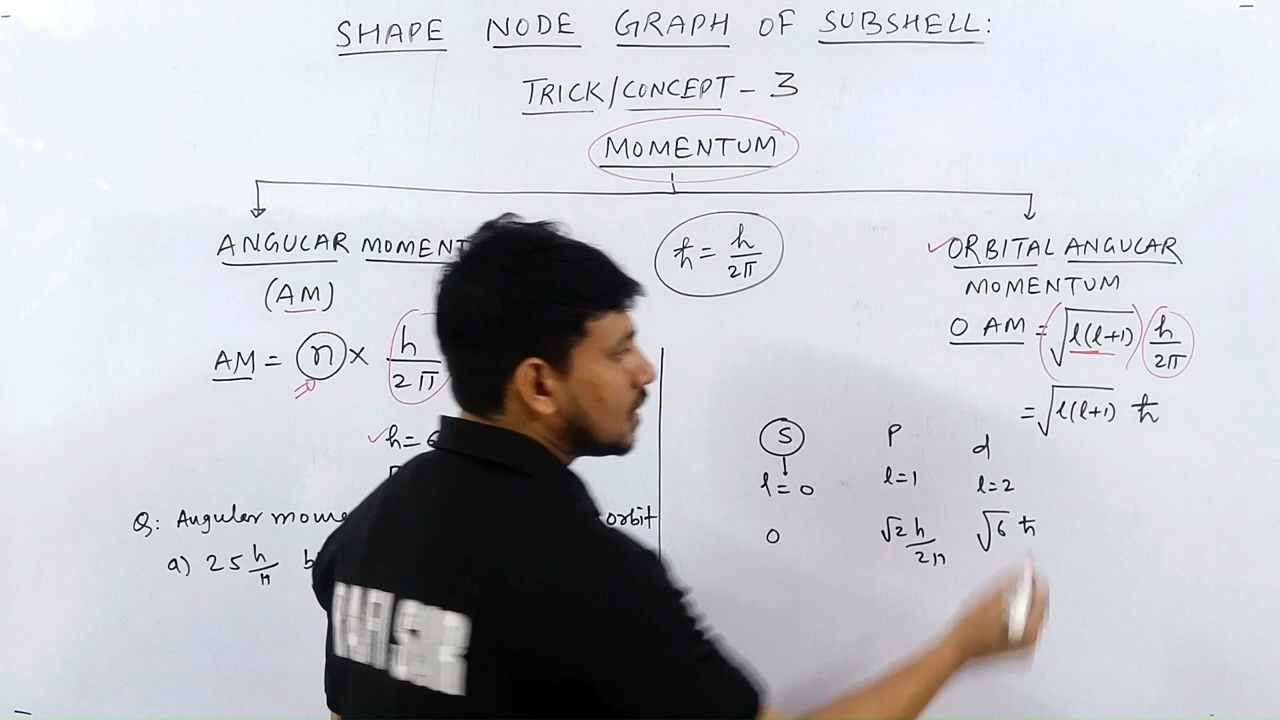 SHAPE NODE GRAPH OF SUBSHELL:
TRICK/CONCEPT - 3
MOMENTUM
ANGULAR MOMENT
(AM)
AM = n × h/2π
h =
Q: Angular mome orbit
a) 25 h/π b
ħ = h/2π
ORBITAL ANGULAR
MOMENTUM
OAM = √l(l+1) h/2π
= √l(l+1) ħ
S P d
l=0 l=1 l=2
0 √2 h/2π √6 ħ